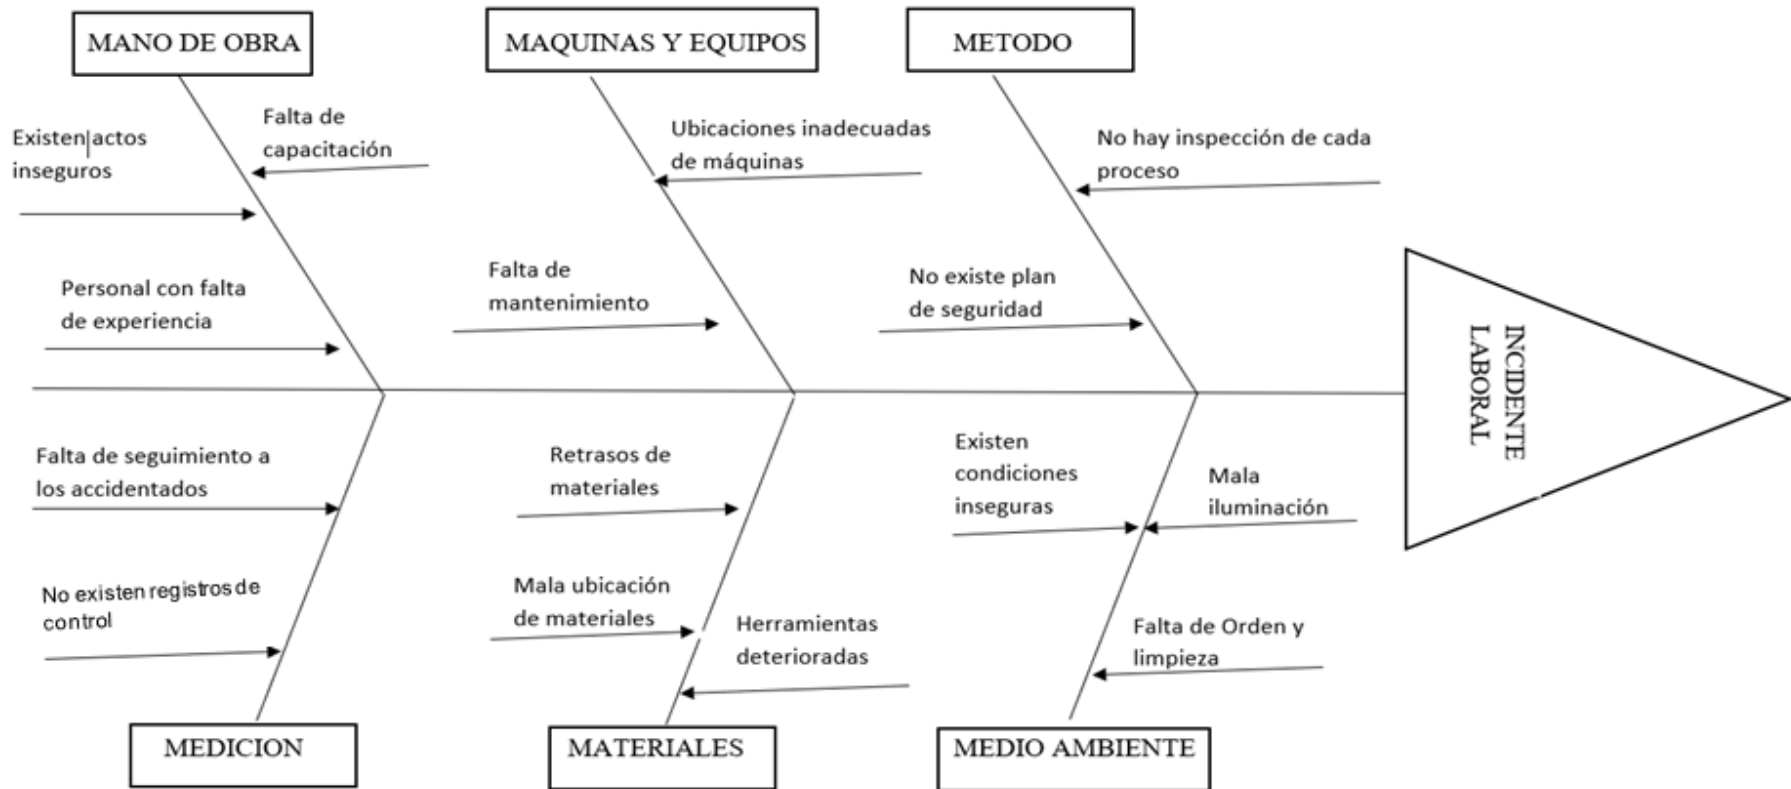 MANO DE OBRA
MAQUINAS Y EQUIPOS
METODO
Existen actos
inseguros
Falta de
capacitación
Personal con falta
de experiencia
Ubicaciones inadecuadas
de máquinas
Falta de
mantenimiento
No hay inspección de cada
proceso
No existe plan
de seguridad
INCIDENTE
LABORAL
Falta de seguimiento a
los accidentados
No existen registros de
control
Retrasos de
materiales
Mala ubicación
de materiales
Herramientas
deterioradas
Existen
condiciones
inseguras
Mala
iluminación
Falta de Orden y
limpieza
MEDICION
MATERIALES
MEDIO AMBIENTE